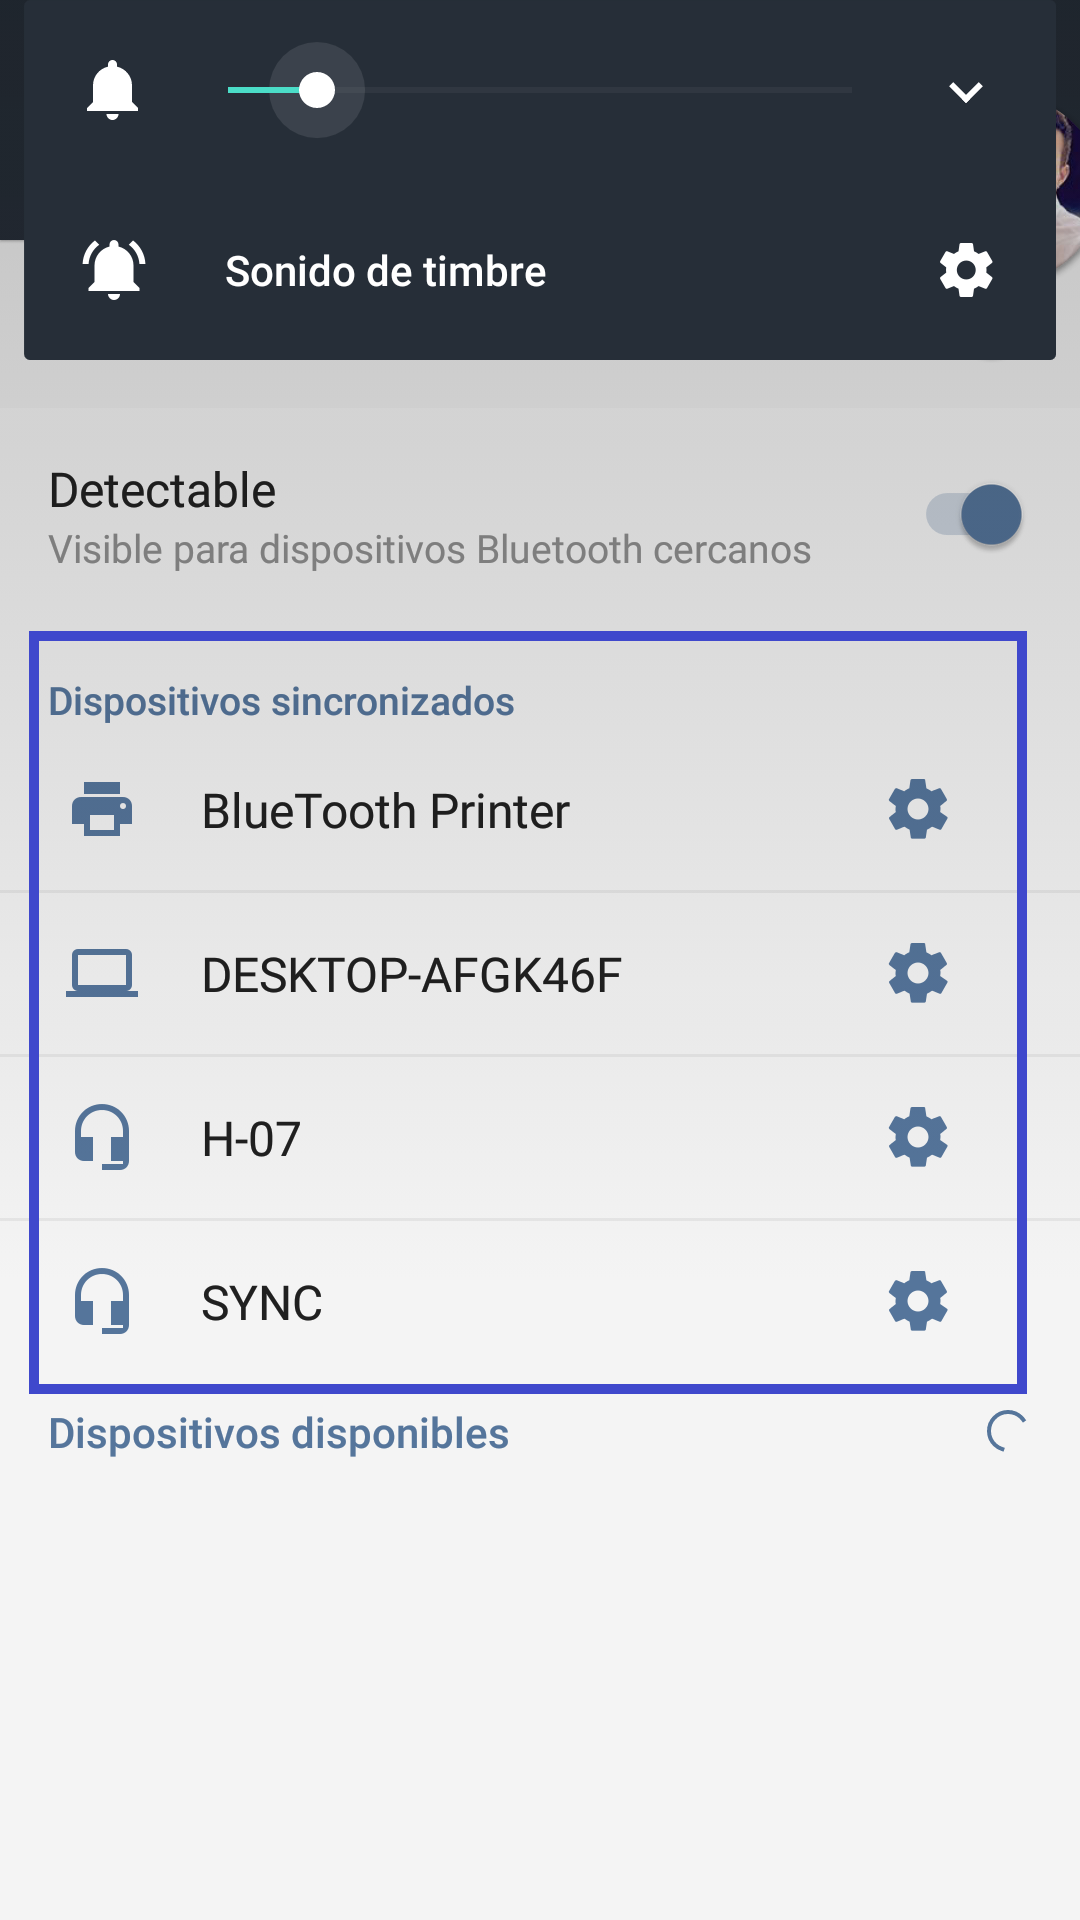 Sonido de timbre
Detectable
Visible para dispositivos Bluetooth cercanos
Dispositivos sincronizados
BlueTooth Printer
DESKTOP-AFGK46F
H-07
SYNC
Dispositivos disponibles